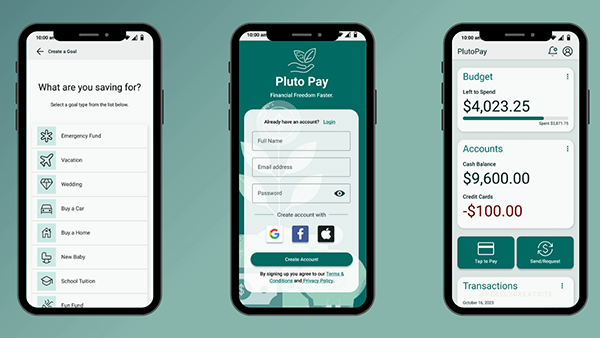 10:00 am
Create a Goal
What are you saving for?
Select a goal type from the list below.
Emergency Fund
Vacation
Wedding
Buy a Car
Buy a Home
New Baby
School Tuition
Fun Fund
10:00 am
Pluto Pay
Financial Freedom Faster.
Already have an account? Login
Full Name
Email address
Password
Create account with
G
f
Create Account
By signing up you agree to our Terms &
Conditions and Privacy Policy.
10:00 am
PlutoPay
Budget
Left to Spend
$4,023.25
Spent $3,871.75
Accounts
Cash Balance
$9,600.00
Credit Cards
-$100.00
Tap to Pay
Send/Request
Transactions
October 16, 2023